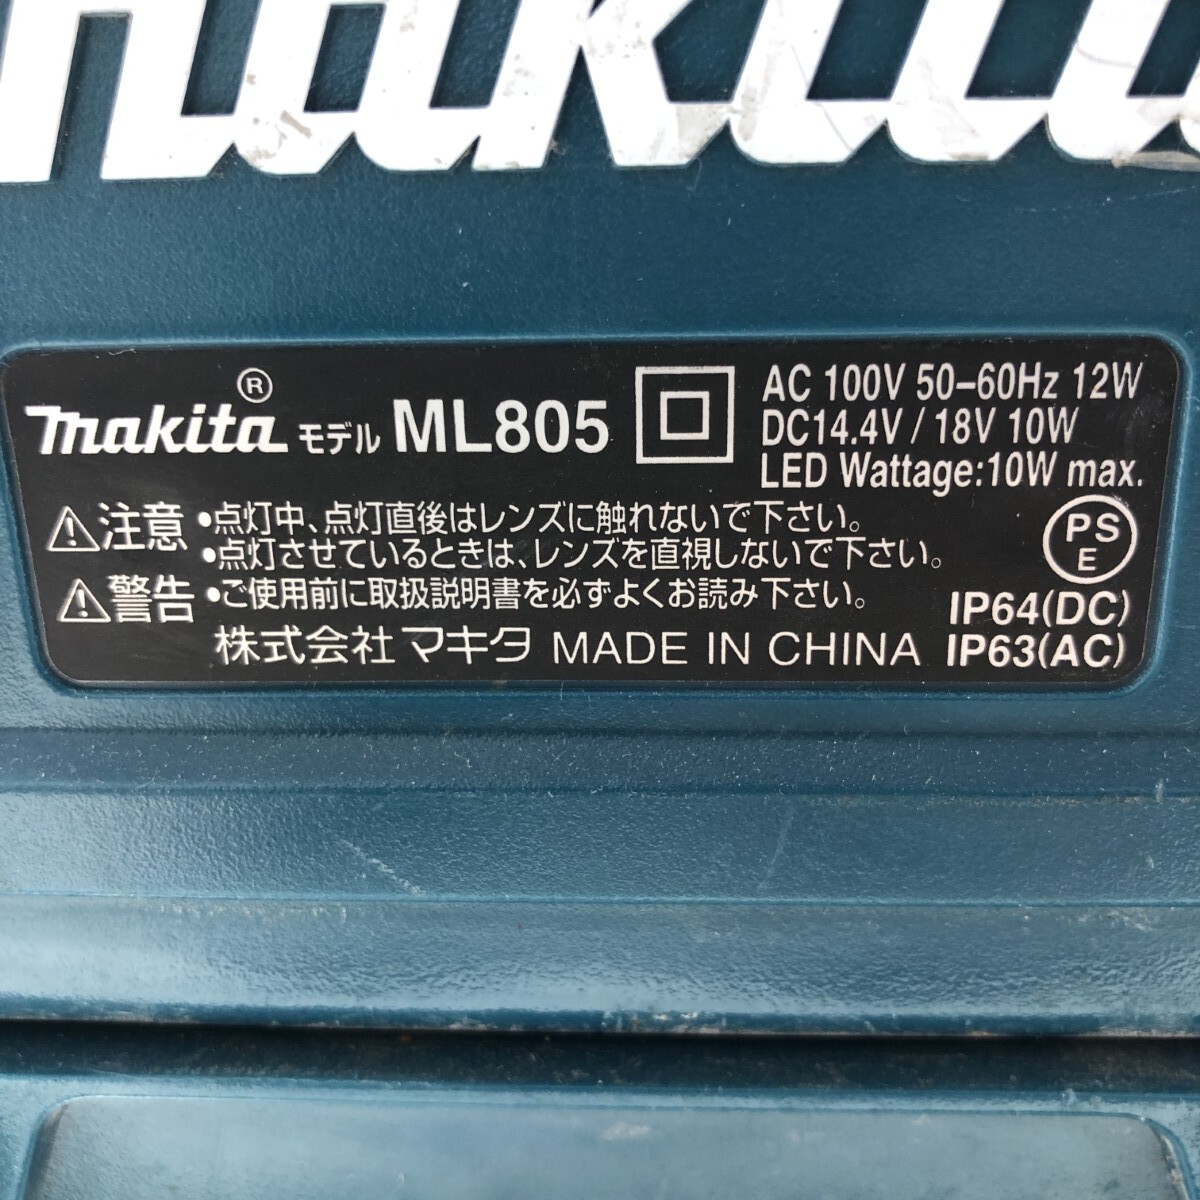 makita
makita® モデル ML805
AC 100V 50–60Hz 12W
DC14.4V / 18V 10W
LED Wattage:10W max.
注意 •点灯中、点灯直後はレンズに触れないで下さい。
•点灯させているときは、レンズを直視しないで下さい。
警告 •ご使用前に取扱説明書を必ずよくお読み下さい。
PS
E
株式会社 マキタ MADE IN CHINA
IP64(DC)
IP63(AC)